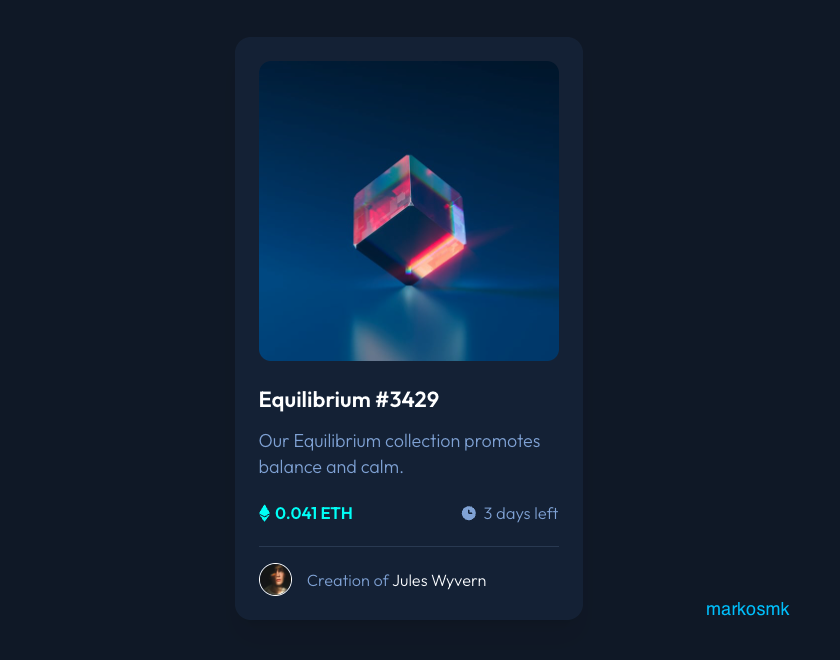 Equilibrium #3429
Our Equilibrium collection promotes
balance and calm.
0.041 ETH
3 days left
Creation of Jules Wyvern
markosmk